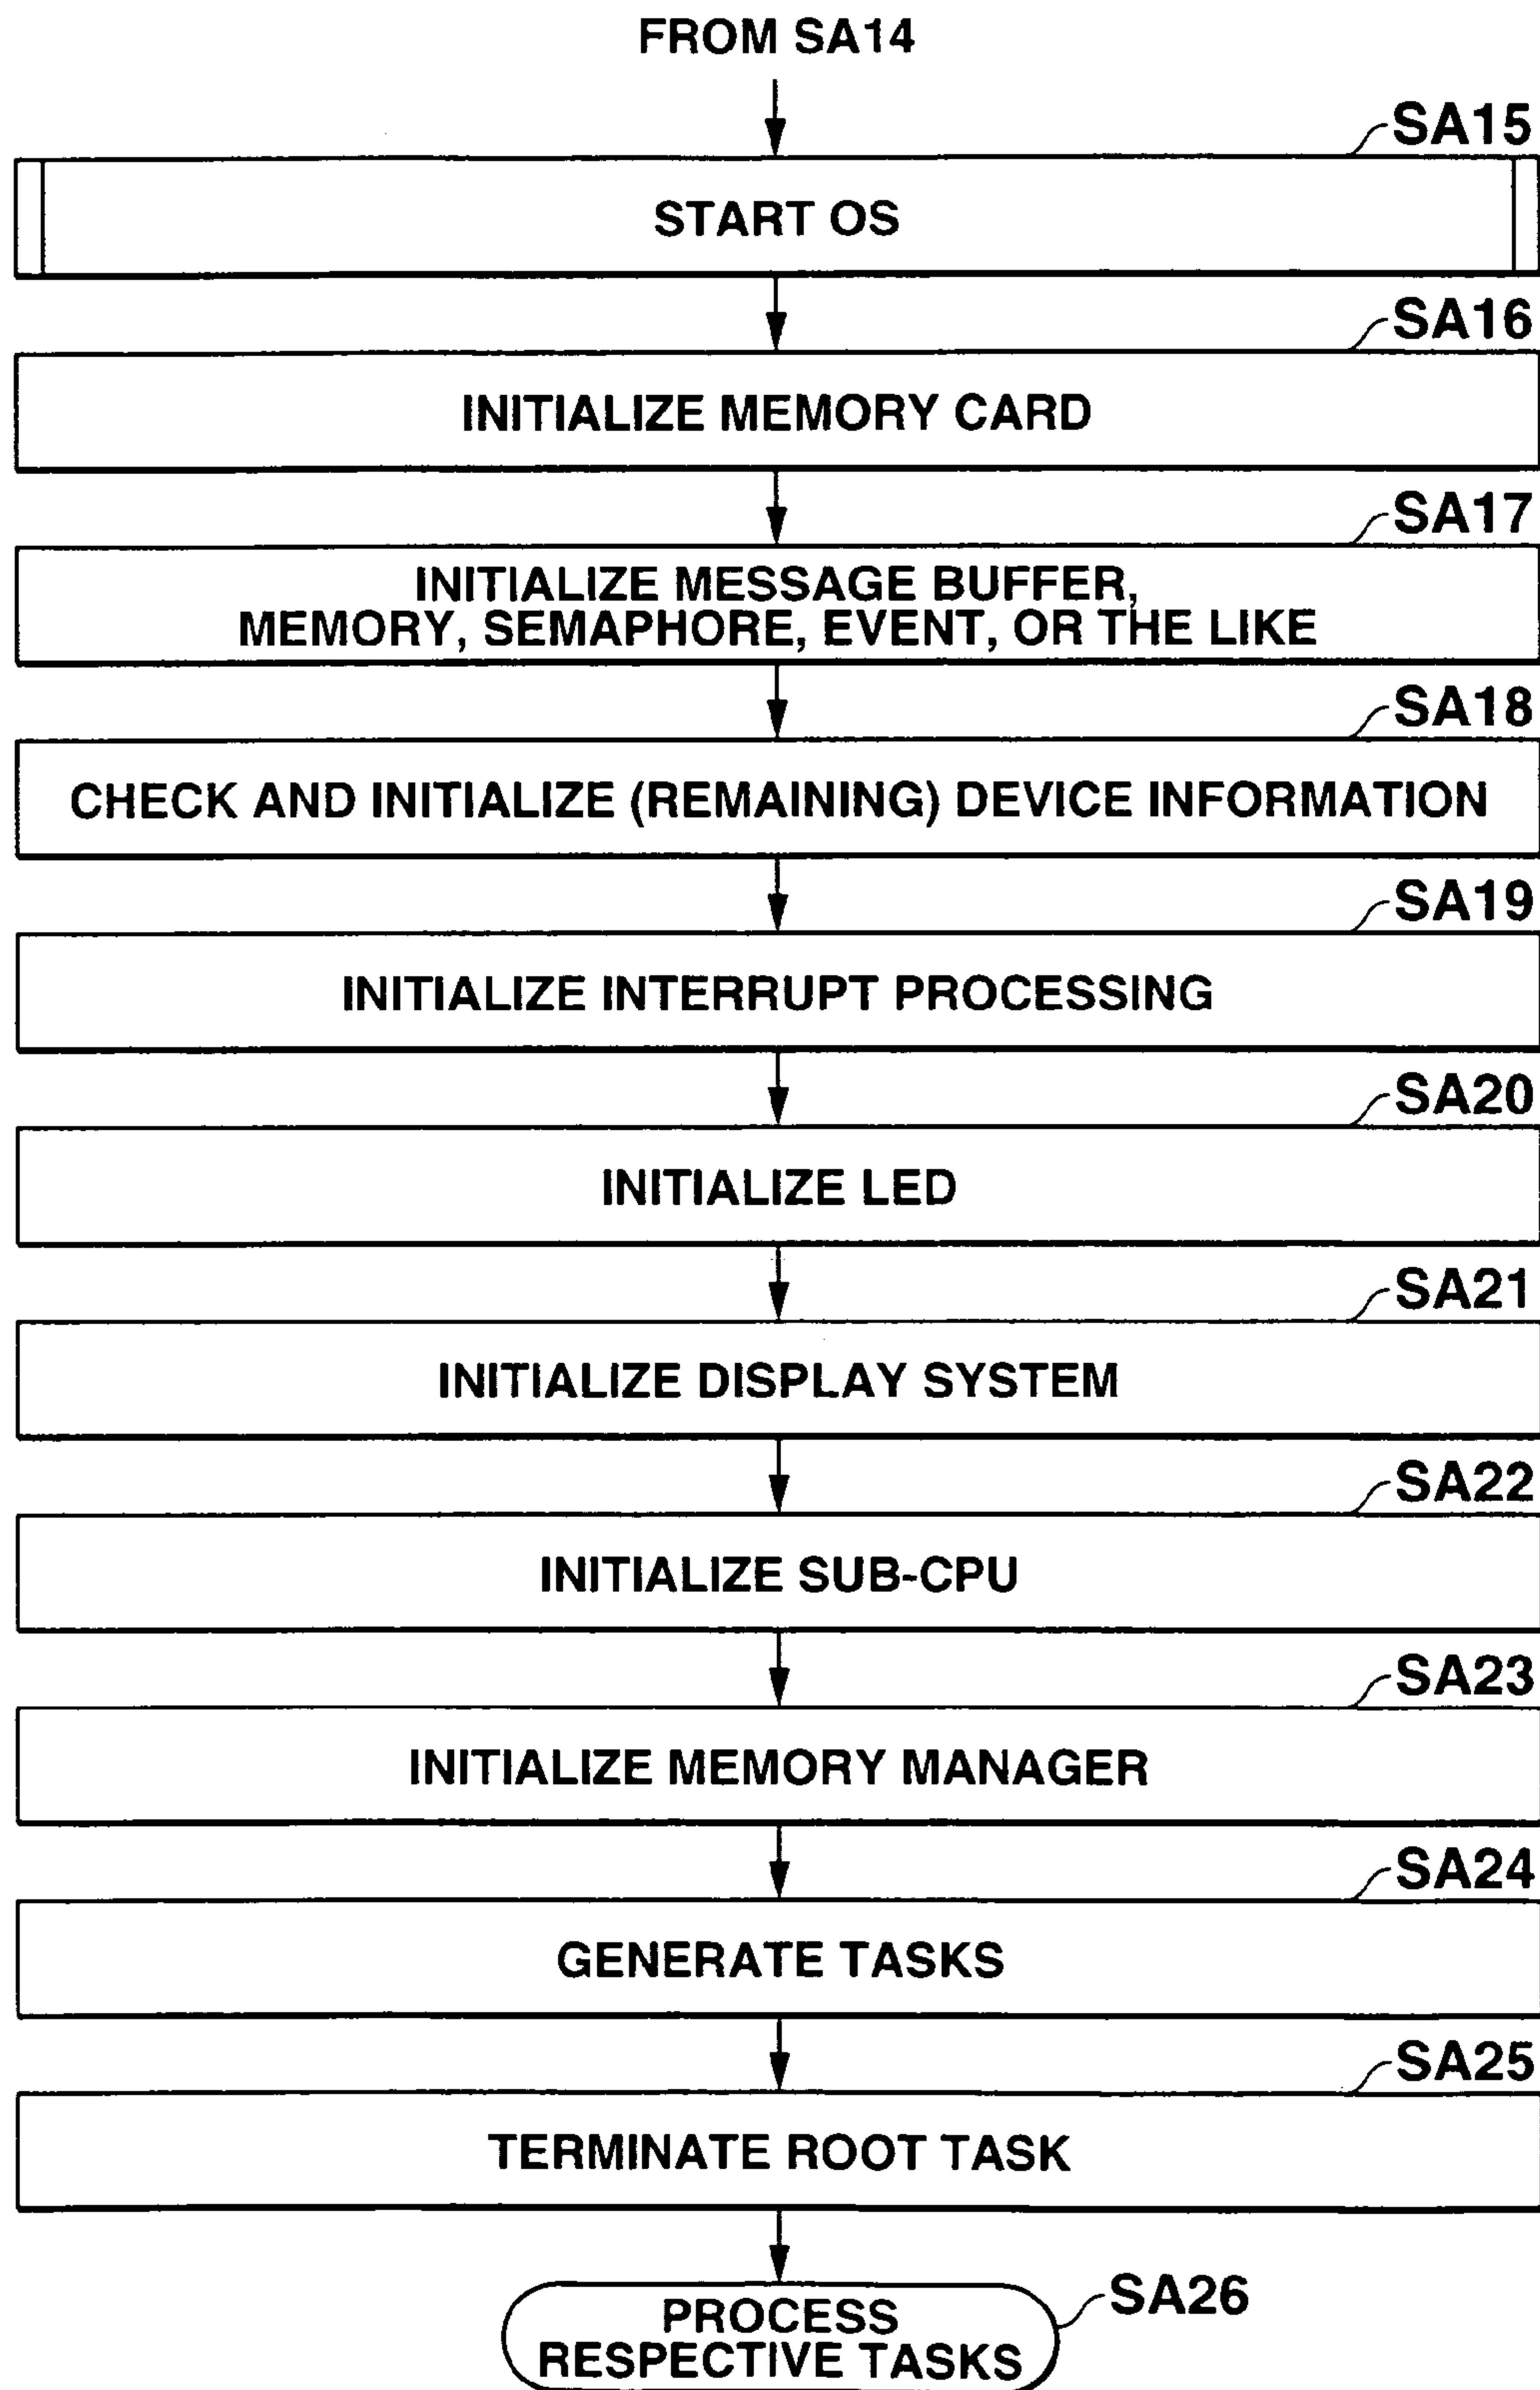 FROM SA14
SA15
START OS
SA16
INITIALIZE MEMORY CARD
SA17
INITIALIZE MESSAGE BUFFER,
MEMORY, SEMAPHORE, EVENT, OR THE LIKE
SA18
CHECK AND INITIALIZE (REMAINING) DEVICE INFORMATION
SA19
INITIALIZE INTERRUPT PROCESSING
SA20
INITIALIZE LED
SA21
INITIALIZE DISPLAY SYSTEM
SA22
INITIALIZE SUB-CPU
SA23
INITIALIZE MEMORY MANAGER
SA24
GENERATE TASKS
SA25
TERMINATE ROOT TASK
SA26
PROCESS
RESPECTIVE TASKS